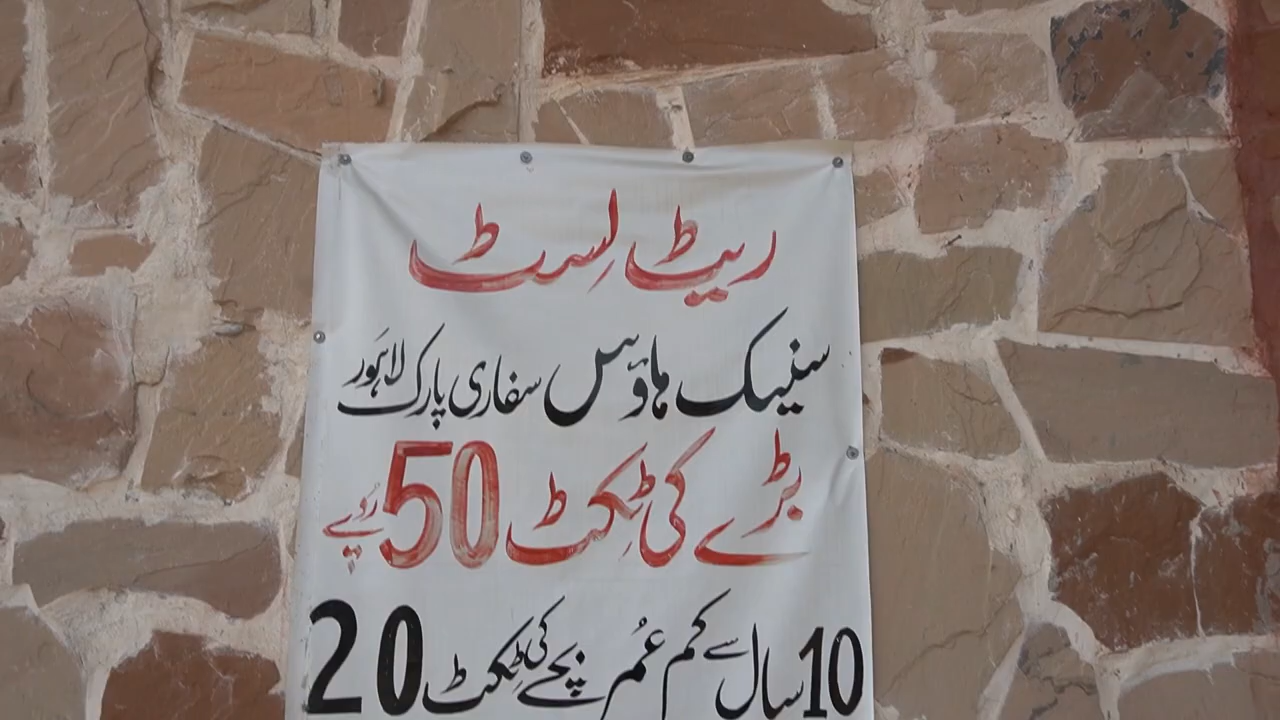 ریٹ لسٹ
سنیک ہاؤس سفاری پارک لاہور
بڑے کی ٹکٹ 50 روپے
10 سال سے کم عمر بچے کی ٹکٹ 20